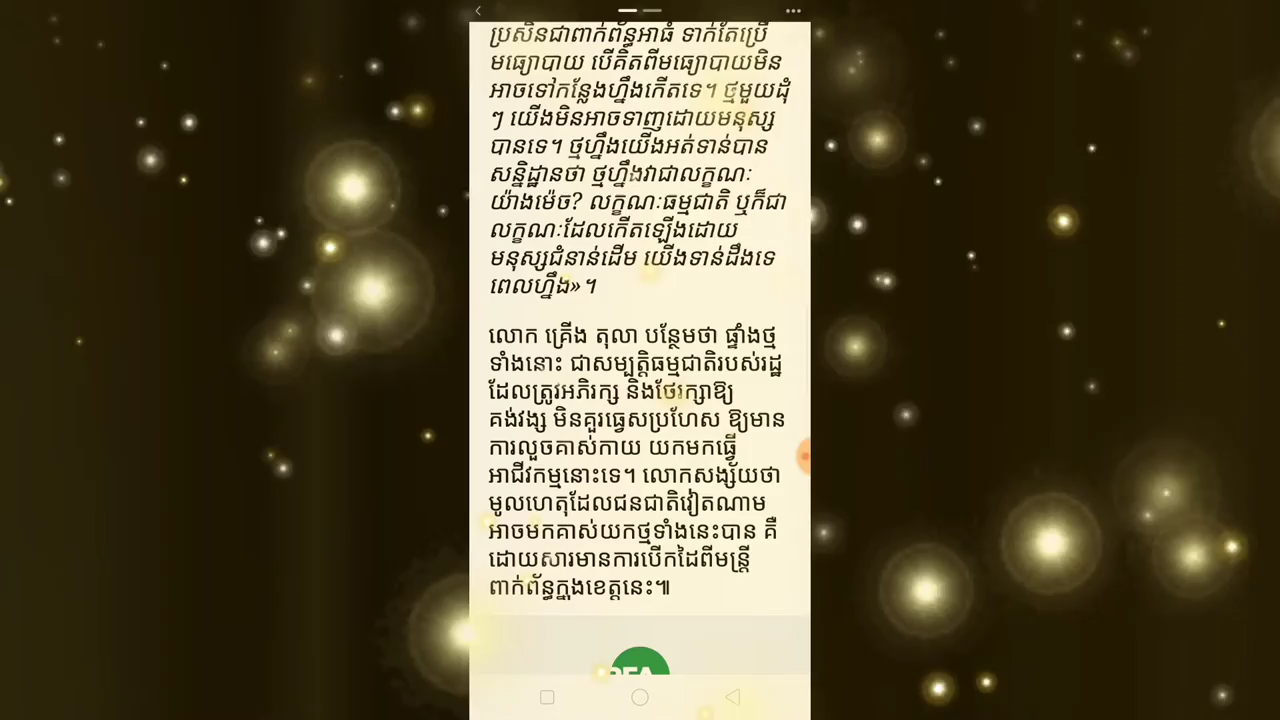 ប្រសិនជាពាក់ព័ន្ធអាជំ ទាក់តែប្រើ
មធ្យោបាយ បើគិតពីមធ្យោបាយមិន
អាចទៅកន្លែងហ្នឹងកើតទេ។ ថ្មមួយដុំ
ៗ យើងមិនអាចទាញដោយមនុស្ស
បានទេ។ ថ្មហ្នឹងយើងអត់ទាន់បាន
សន្និដ្ឋានថា ថ្មហ្នឹងវាជាលក្ខណៈ
យ៉ាងម៉េច? លក្ខណៈធម្មជាតិ ឬក៏ជា
លក្ខណៈដែលកើតឡើងដោយ
មនុស្សជំនាន់ដើម យើងទាន់ដឹងទេ
ពេលហ្នឹង»។
លោក គ្រើង តុលា បន្ថែមថា ផ្ទាំងថ្ម
ទាំងនោះ ជាសម្បត្តិធម្មជាតិរបស់រដ្ឋ
ដែលត្រូវអភិរក្ស និងថែរក្សាឱ្យ
គង់វង្ស មិនគួរធ្វេសប្រហែស ឱ្យមាន
ការលួចគាស់កាយ យកមកធ្វើ
អាជីវកម្មនោះទេ។ លោកសង្ស័យថា
មូលហេតុដែលជនជាតិវៀតណាម
អាចមកគាស់យកថ្មទាំងនេះបាន គឺ
ដោយសារមានការបើកដៃពីមន្ត្រី
ពាក់ព័ន្ធក្នុងខេត្តនេះ៕
RFA